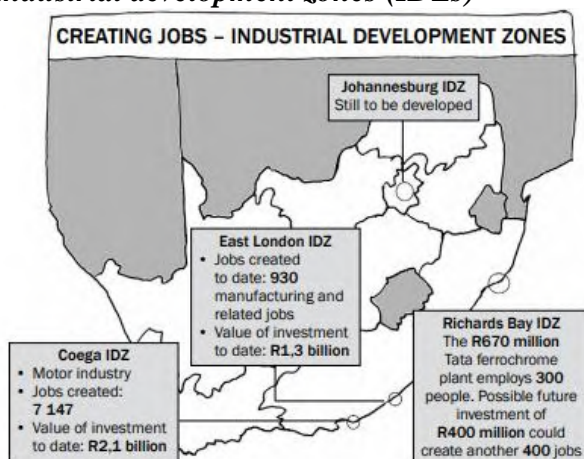 industrial development zones (IDZs)
CREATING JOBS – INDUSTRIAL DEVELOPMENT ZONES
Johannesburg IDZ
Still to be developed
East London IDZ
• Jobs created
to date: 930
manufacturing and
related jobs
• Value of investment
to date: R1,3 billion
Coega IDZ
• Motor industry
• Jobs created:
7 147
• Value of investment
to date: R2,1 billion
Richards Bay IDZ
The R670 million
Tata ferrochrome
plant employs 300
people. Possible future
investment of
R400 million could
create another 400 jobs